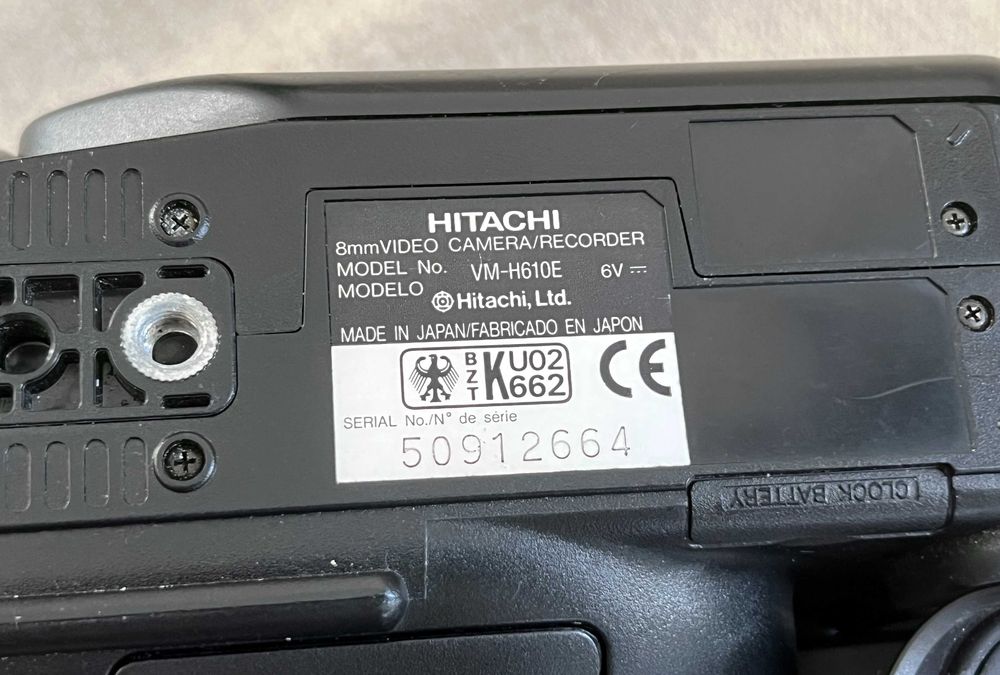 HITACHI
8mmVIDEO CAMERA/RECORDER
MODEL No. VM-H610E 6V
MODELO
Hitachi, Ltd.
MADE IN JAPAN/FABRICADO EN JAPON
BZT KU02
662
CE
SERIAL No./N° de série
50912664
CLOCK BATTERY